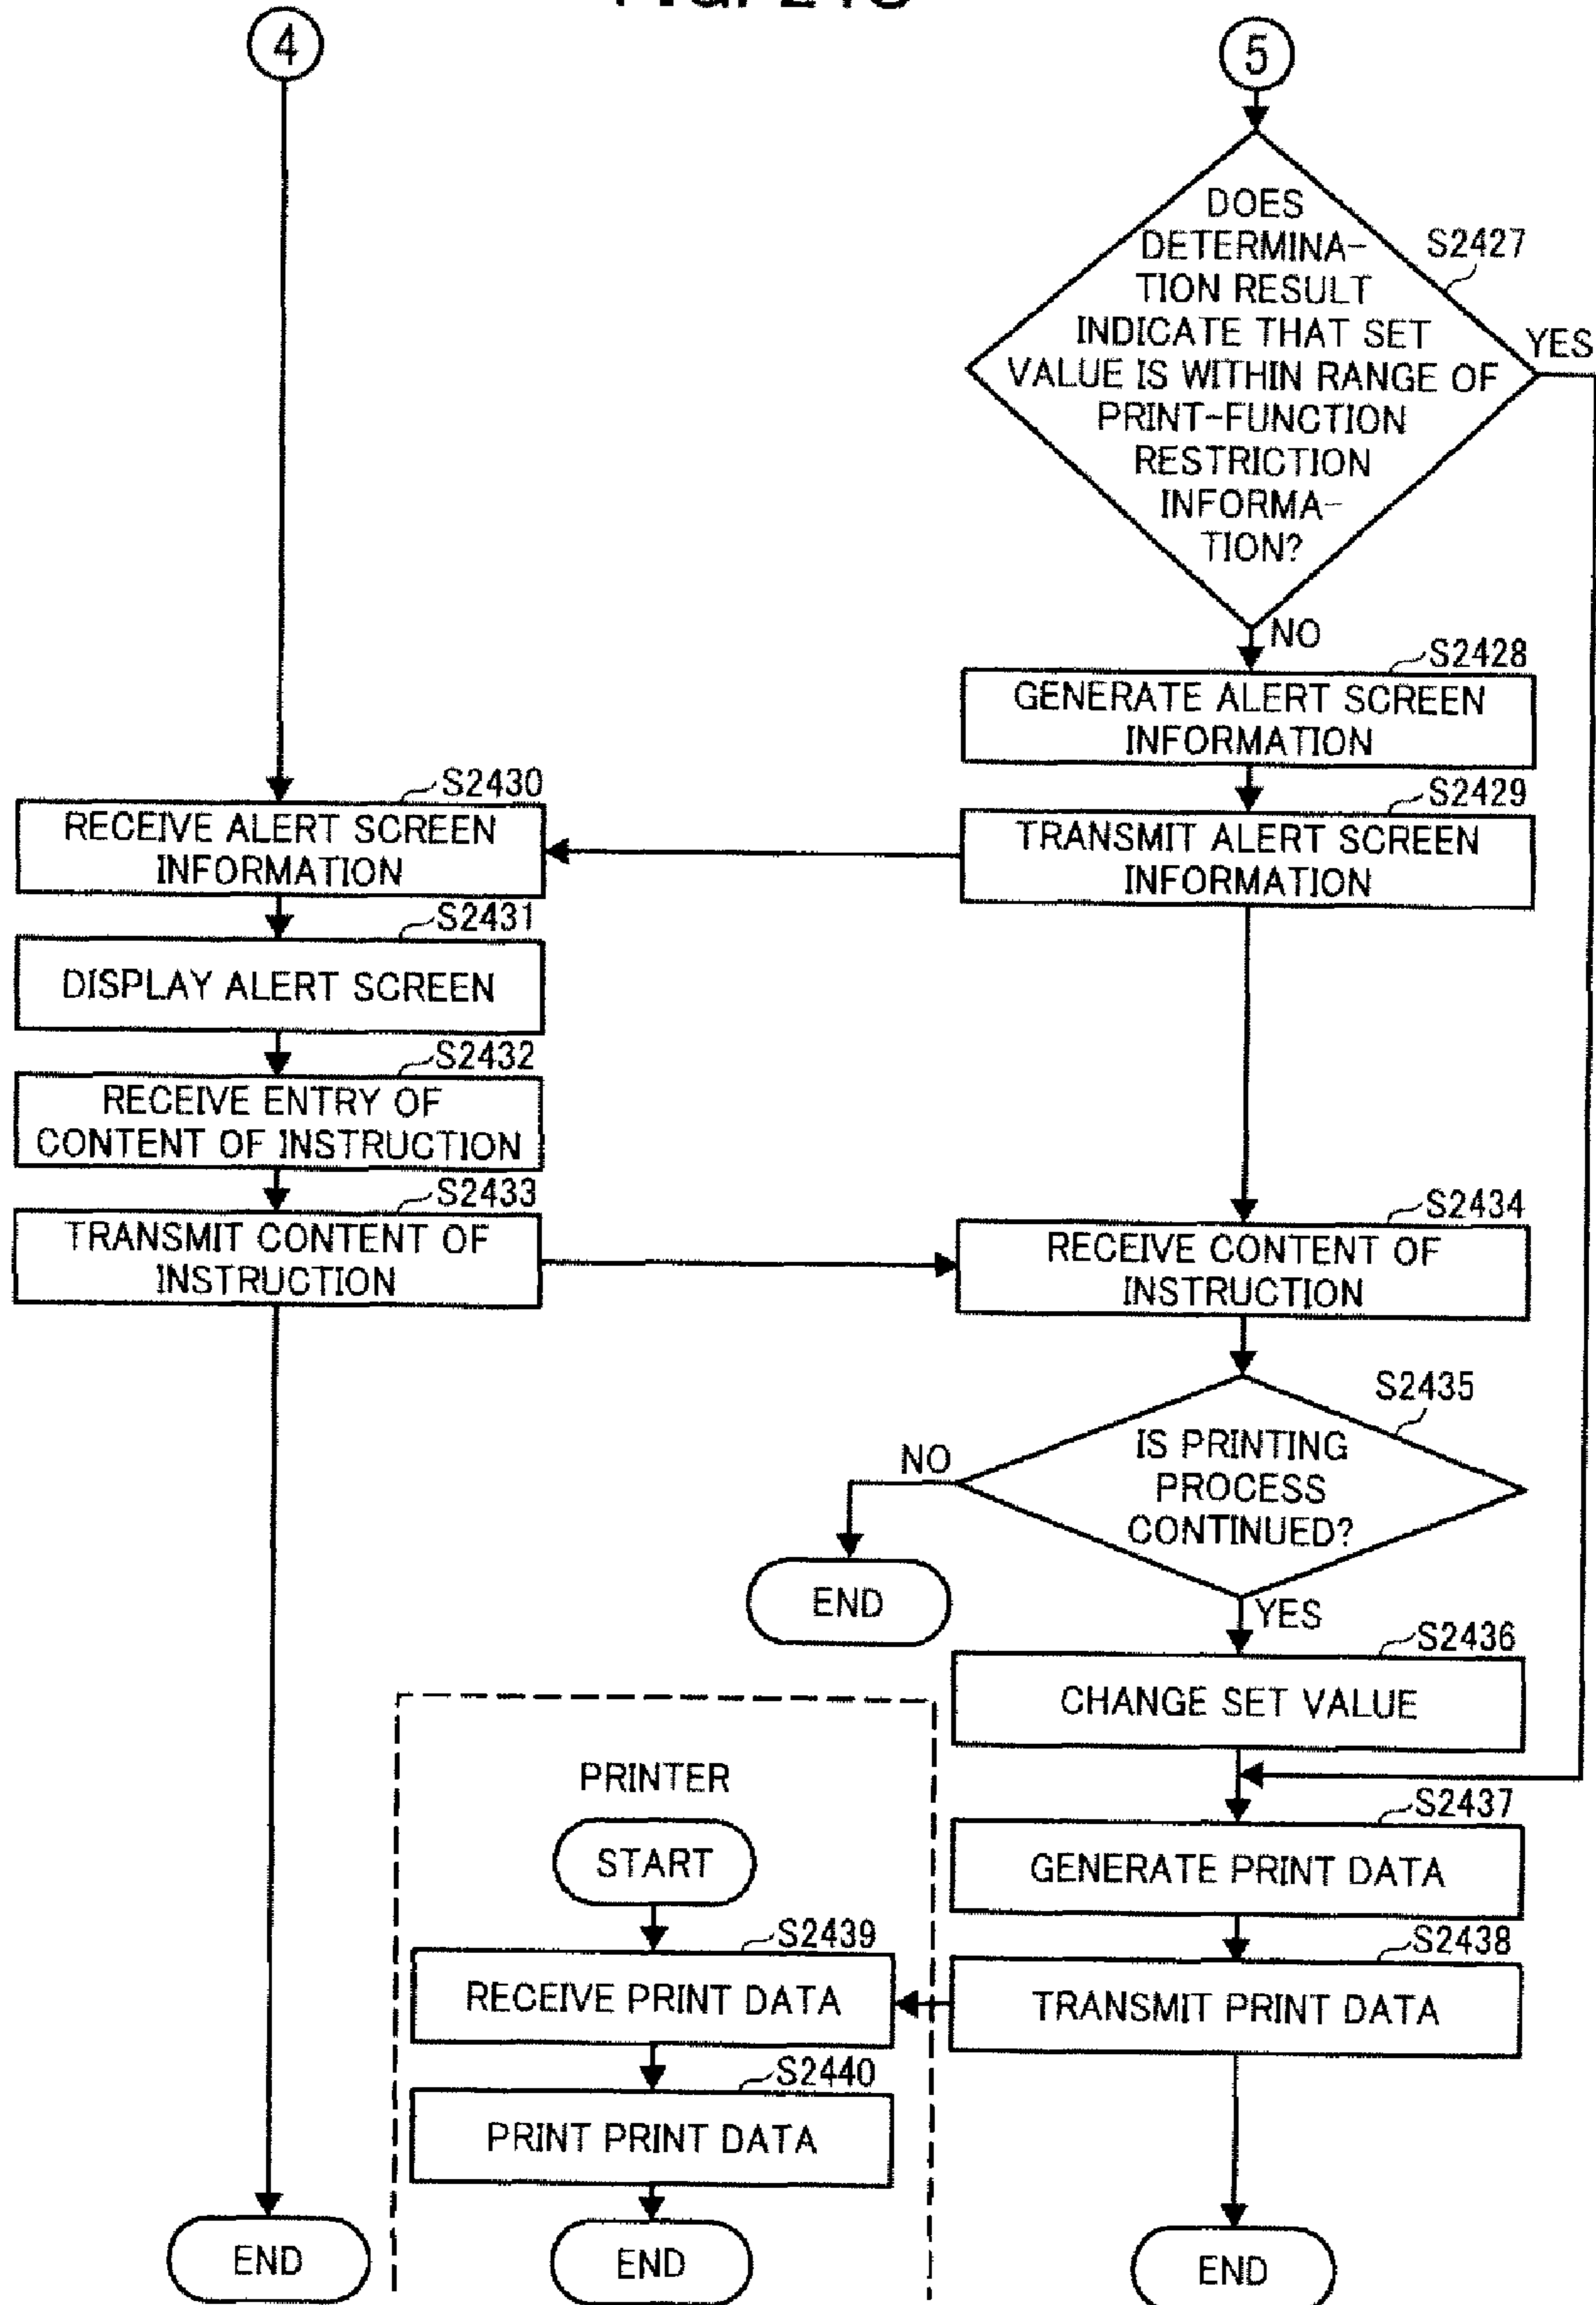 4
5
DOES
DETERMINA-
TION RESULT
INDICATE THAT SET
VALUE IS WITHIN RANGE OF
PRINT-FUNCTION
RESTRICTION
INFORMA-
TION?
S2427
YES
NO
S2428
GENERATE ALERT SCREEN
INFORMATION
S2430
RECEIVE ALERT SCREEN
INFORMATION
S2429
TRANSMIT ALERT SCREEN
INFORMATION
S2431
DISPLAY ALERT SCREEN
S2432
RECEIVE ENTRY OF
CONTENT OF INSTRUCTION
S2433
TRANSMIT CONTENT OF
INSTRUCTION
S2434
RECEIVE CONTENT OF
INSTRUCTION
S2435
IS PRINTING
PROCESS
CONTINUED?
NO
END
YES
S2436
CHANGE SET VALUE
PRINTER
START
S2437
GENERATE PRINT DATA
S2439
RECEIVE PRINT DATA
S2438
TRANSMIT PRINT DATA
S2440
PRINT PRINT DATA
END
END
END